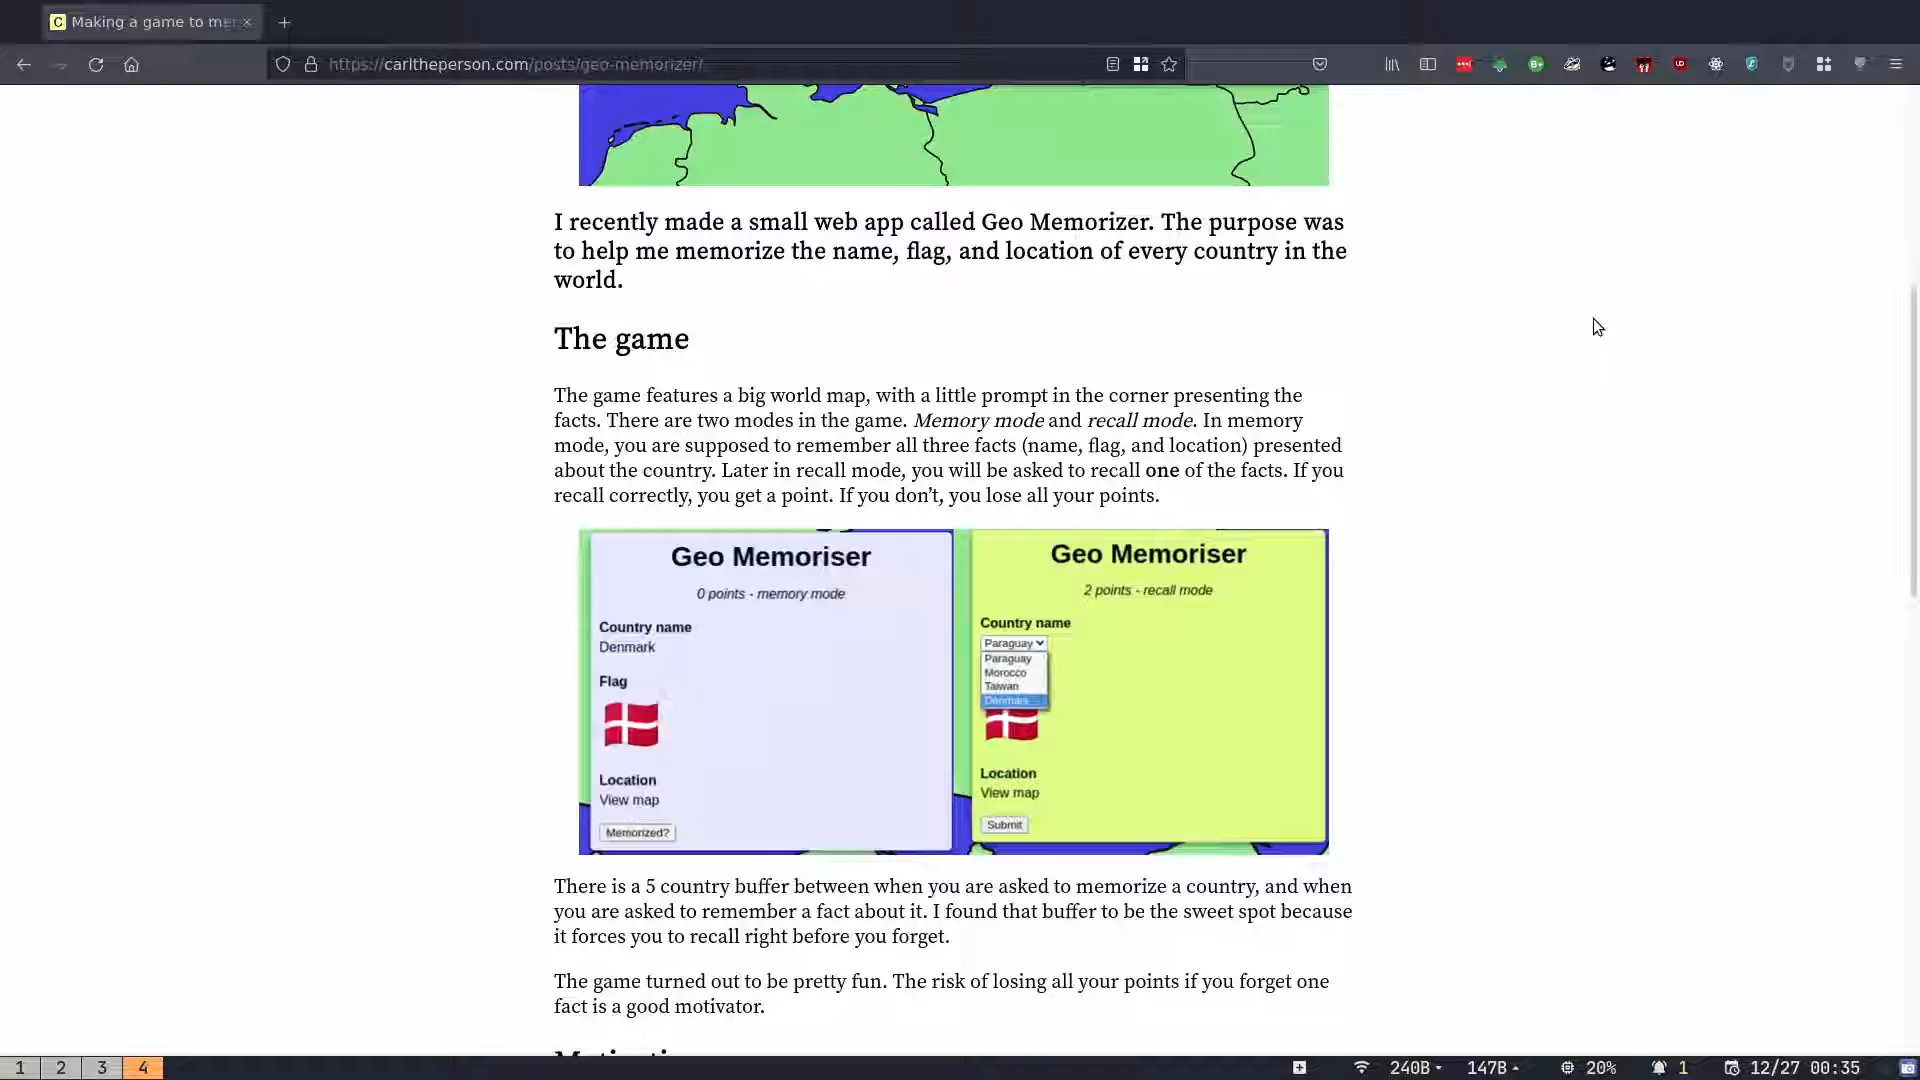 Making a game to me
https://carltheperson.com/posts/geo-memorizer/
I recently made a small web app called Geo Memorizer. The purpose was
to help me memorize the name, flag, and location of every country in the
world.
The game
The game features a big world map, with a little prompt in the corner presenting the
facts. There are two modes in the game. Memory mode and recall mode. In memory
mode, you are supposed to remember all three facts (name, flag, and location) presented
about the country. Later in recall mode, you will be asked to recall one of the facts. If you
recall correctly, you get a point. If you don’t, you lose all your points.
Geo Memoriser
0 points - memory mode
Country name
Denmark
Flag
Location
View map
Memorized?
Geo Memoriser
2 points - recall mode
Country name
Paraguay
Paraguay
Morocco
Taiwan
Denmark
Location
View map
Submit
There is a 5 country buffer between when you are asked to memorize a country, and when
you are asked to remember a fact about it. I found that buffer to be the sweet spot because
it forces you to recall right before you forget.
The game turned out to be pretty fun. The risk of losing all your points if you forget one
fact is a good motivator.
1 2 3 4 240B 147B 20% 1 12/27 00:35